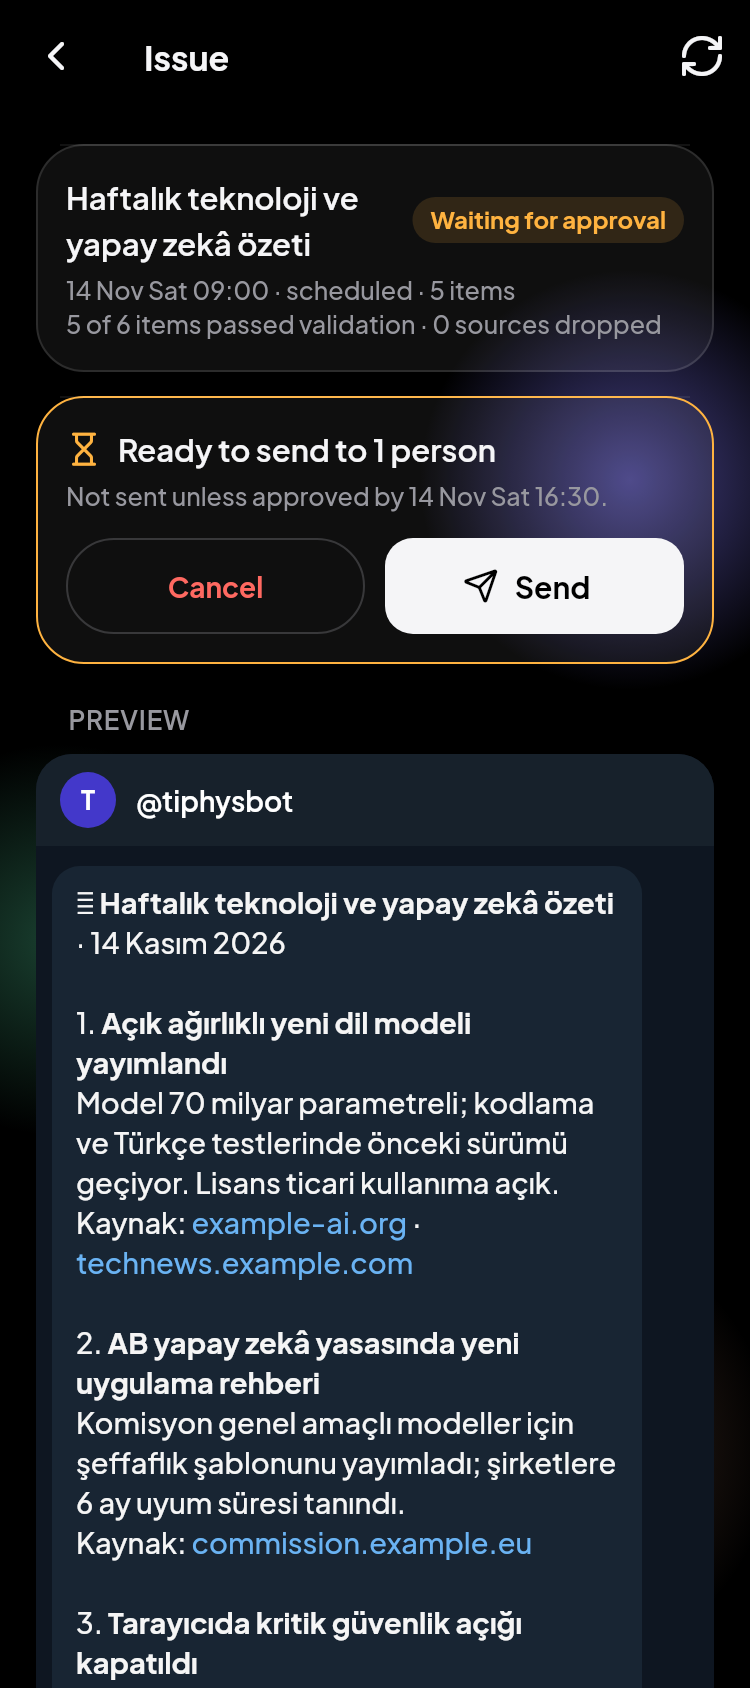 Issue
Haftalık teknoloji ve
yapay zekâ özeti
Waiting for approval
14 Nov Sat 09:00 · scheduled · 5 items
5 of 6 items passed validation · 0 sources dropped
Ready to send to 1 person
Not sent unless approved by 14 Nov Sat 16:30.
Cancel
Send
PREVIEW
T
@tiphysbot
Haftalık teknoloji ve yapay zekâ özeti
· 14 Kasım 2026
1. Açık ağırlıklı yeni dil modeli
yayımlandı
Model 70 milyar parametreli; kodlama
ve Türkçe testlerinde önceki sürümü
geçiyor. Lisans ticari kullanıma açık.
Kaynak: example-ai.org ·
technews.example.com
2. AB yapay zekâ yasasında yeni
uygulama rehberi
Komisyon genel amaçlı modeller için
şeffaflık şablonunu yayımladı; şirketlere
6 ay uyum süresi tanındı.
Kaynak: commission.example.eu
3. Tarayıcıda kritik güvenlik açığı
kapatıldı